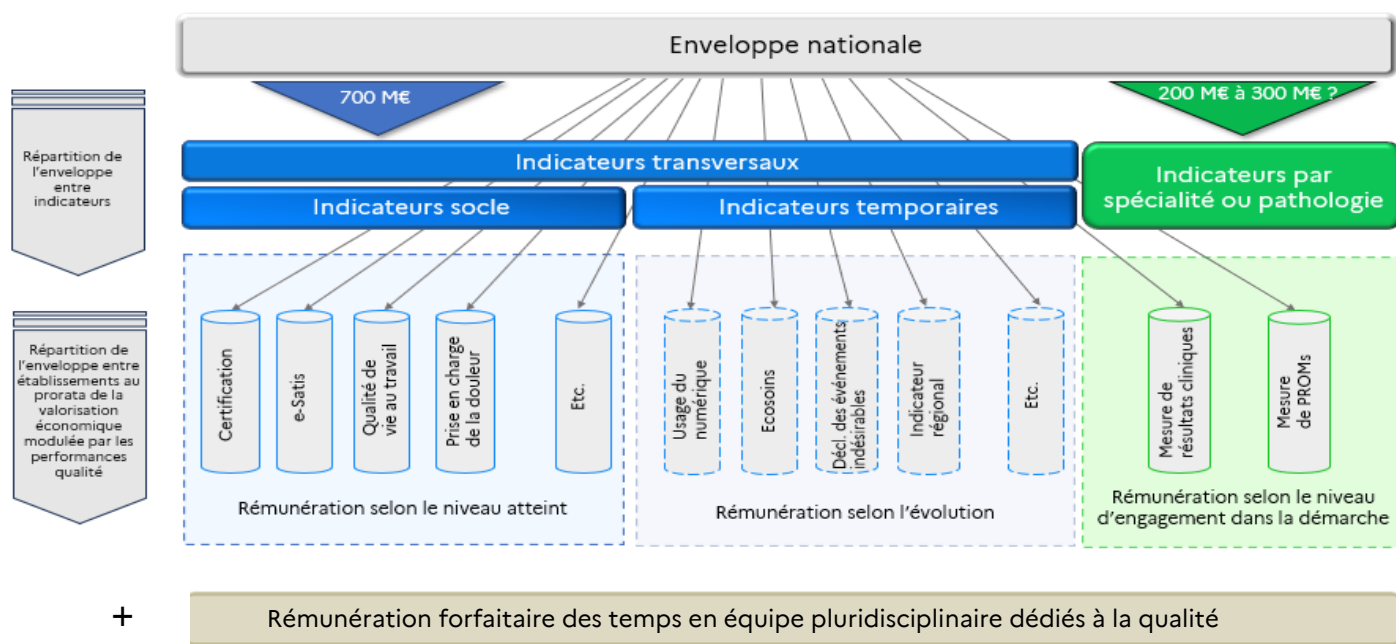 Enveloppe nationale
700 M€
200 M€ à 300 M€ ?
Répartition de
l'enveloppe
entre
indicateurs
Indicateurs transversaux
Indicateurs par
spécialité ou pathologie
Indicateurs socle
Indicateurs temporaires
Répartition de
l'enveloppe entre
établissements au
prorata de la
valorisation
économique
modulée par les
performances
qualité
Certification
e-Satis
Qualité de
vie au travail
Prise en charge
de la douleur
Etc.
Usage du
numérique
Ecosoins
Décl. des événements
indésirables
Indicateur
régional
Etc.
Mesure de
résultats cliniques
Mesure
de PROMs
Rémunération selon le niveau atteint
Rémunération selon l'évolution
Rémunération selon le niveau
d'engagement dans la démarche
+
Rémunération forfaitaire des temps en équipe pluridisciplinaire dédiés à la qualité